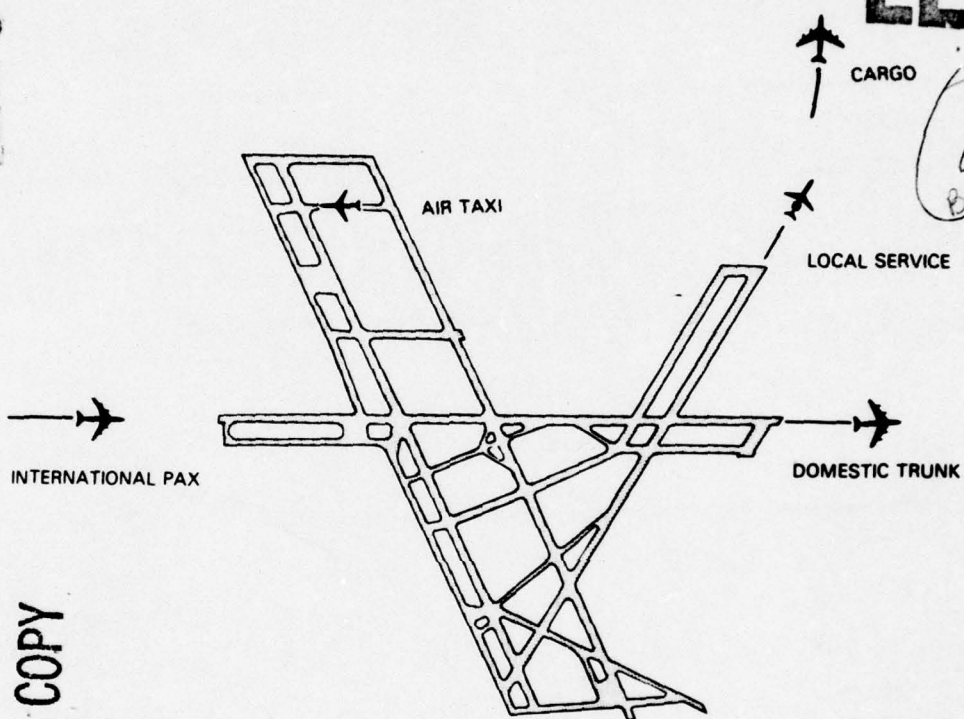 CARGO
AIR TAXI
LOCAL SERVICE
INTERNATIONAL PAX
DOMESTIC TRUNK
COPY